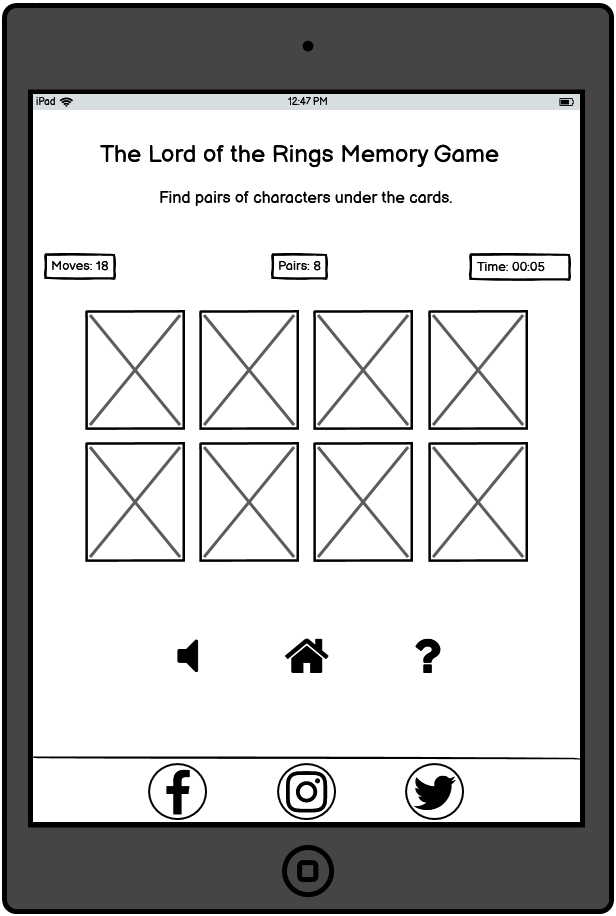 iPad
12:47 PM
The Lord of the Rings Memory Game
Find pairs of characters under the cards.
Moves: 18
Pairs: 8
Time: 00:05